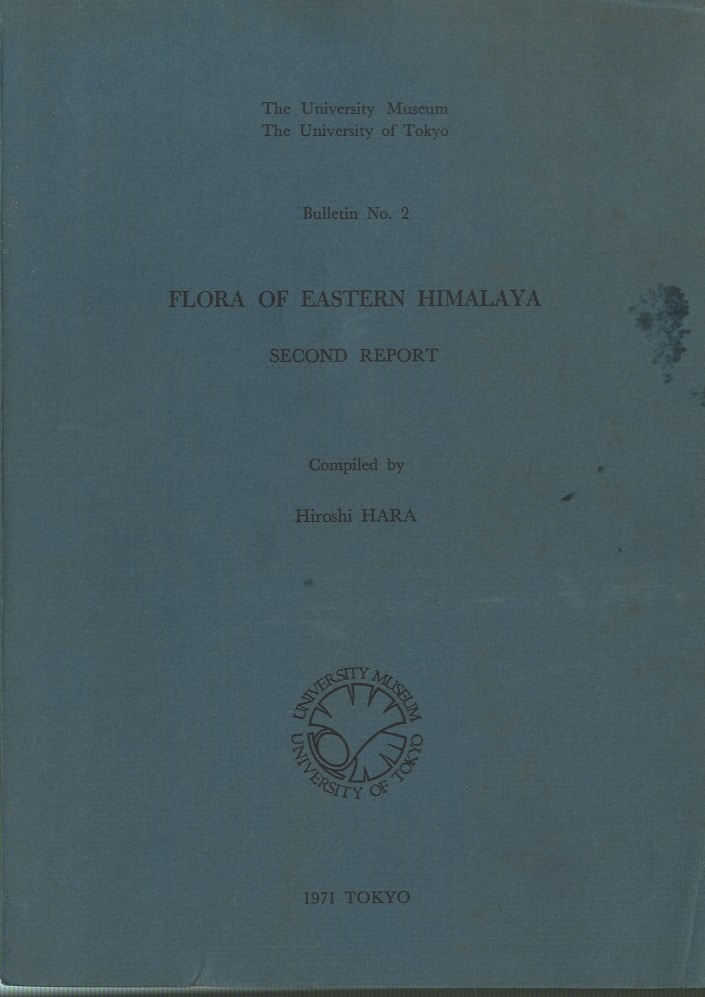 The University Museum
The University of Tokyo
Bulletin No. 2
FLORA OF EASTERN HIMALAYA
SECOND REPORT
Compiled by
Hiroshi HARA
UNIVERSITY MUSEUM
UNIVERSITY OF TOKYO
1971 TOKYO